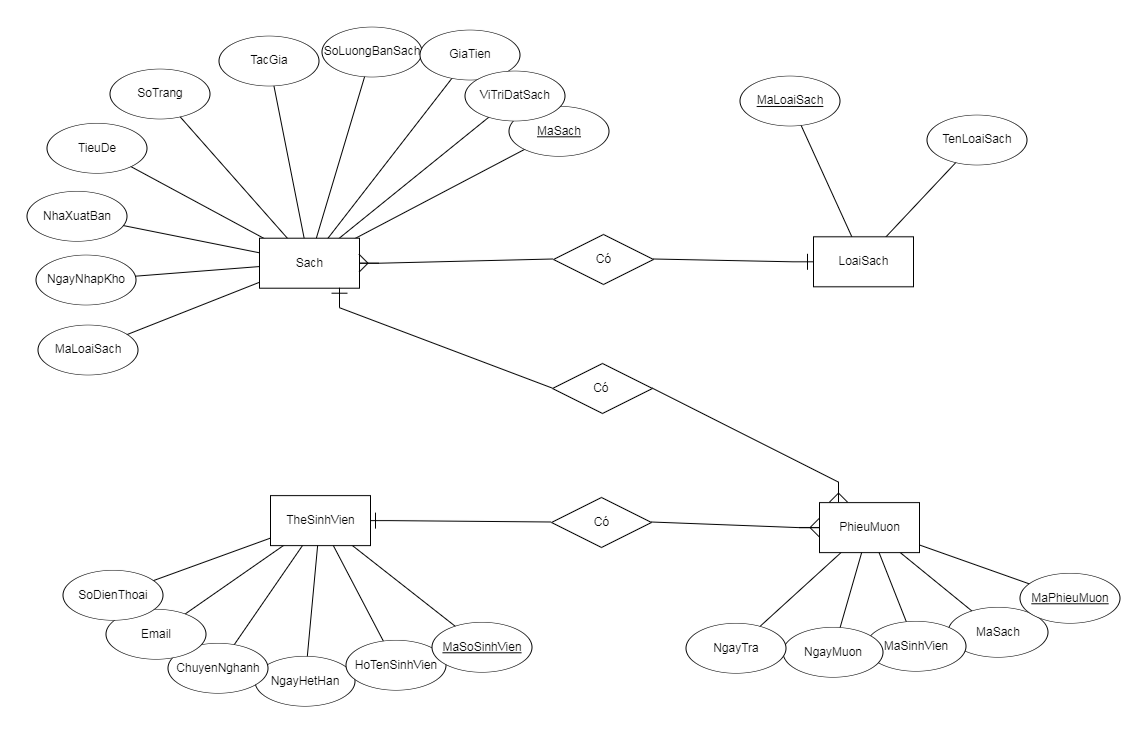 SoLuongBanSach
GiaTien
TacGia
SoTrang
ViTriDatSach
MaLoaiSach
MaSach
TenLoaiSach
TieuDe
NhaXuatBan
Sach
Có
LoaiSach
NgayNhapKho
MaLoaiSach
Có
TheSinhVien
Có
PhieuMuon
SoDienThoai
MaPhieuMuon
Email
MaSach
MaSoSinhVien
MaSinhVien
NgayTra
NgayMuon
HoTenSinhVien
ChuyenNghanh
NgayHetHan